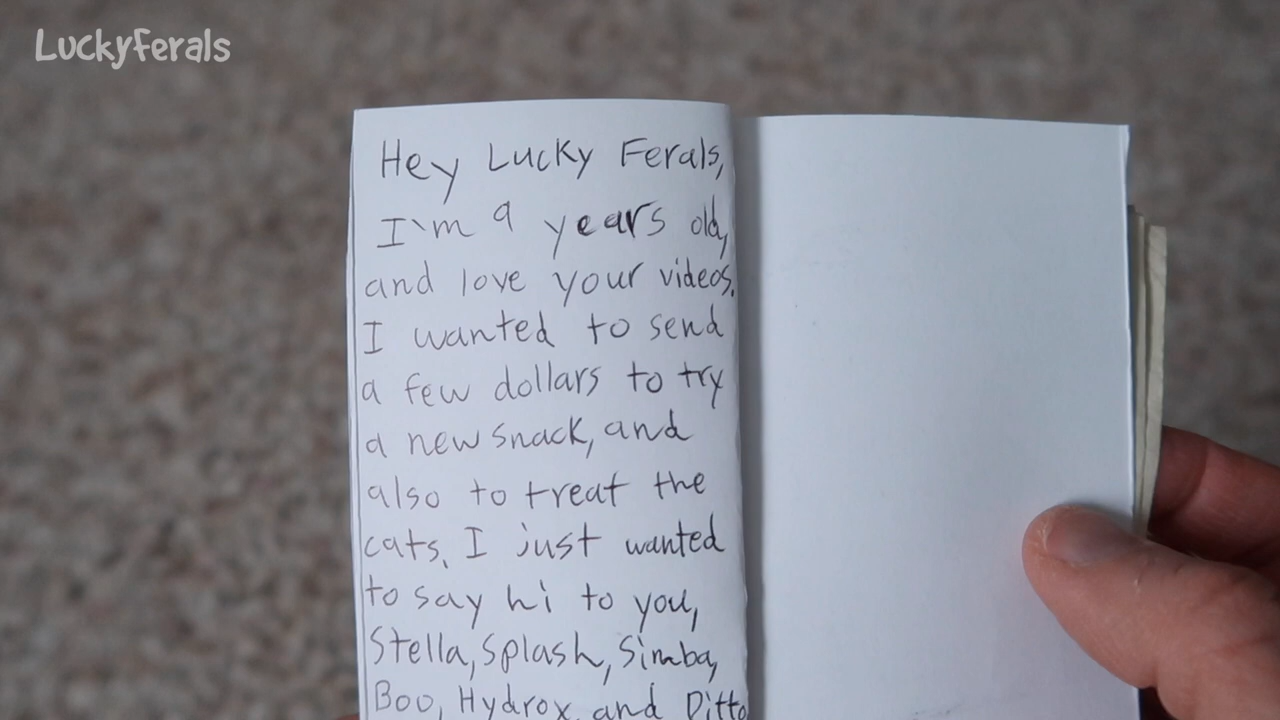 LuckyFerals
Hey Lucky Ferals,
I'm 9 years old,
and love your videos.
I wanted to send
a few dollars to try
a new snack, and
also to treat the
cats. I just wanted
to say hi to you,
Stella, Splash, Simba,
Boo, Hydrox, and Ditto